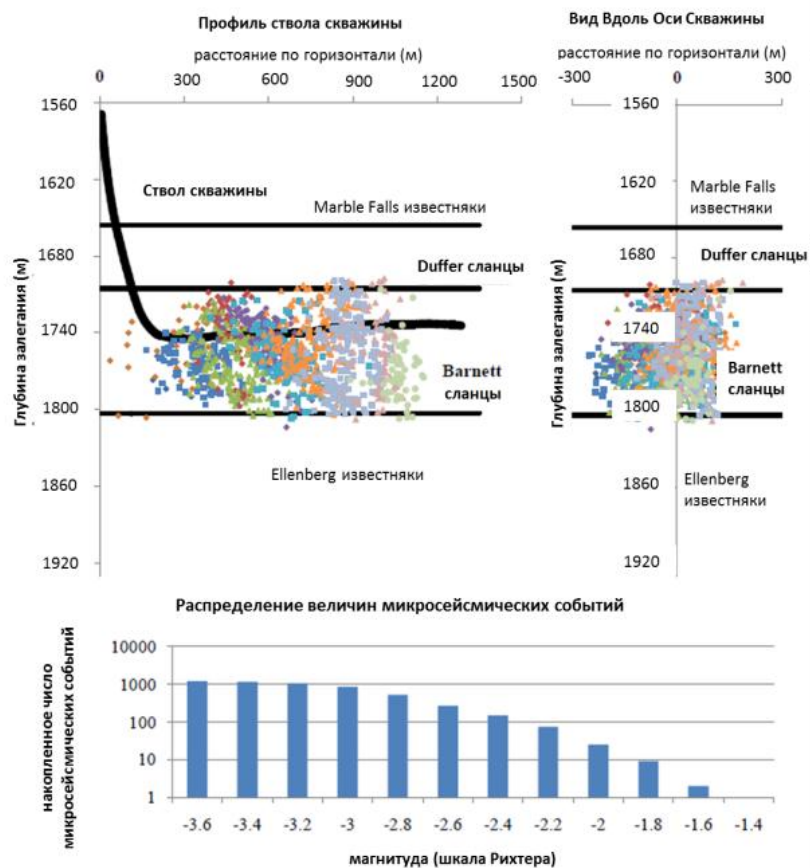 Профиль ствола скважины
расстояние по горизонтали (м)
0 300 600 900 1200 1500
1560
1620
1680
1740
1800
1860
1920
Глубина залегания (м)
Ствол скважины
Marble Falls известняки
Duffer сланцы
Barnett
сланцы
Ellenberg известняки
Вид Вдоль Оси Скважины
расстояние по горизонтали (м)
-300 0 300
1560
1620
1680
1740
1800
1860
1920
Глубина залегания (м)
Marble Falls
известняки
Duffer сланцы
Barnett
сланцы
Ellenberg
известняки
Распределение величин микросейсмических событий
накопленное число
микросейсмических событий
10000
1000
100
10
1
-3.6 -3.4 -3.2 -3 -2.8 -2.6 -2.4 -2.2 -2 -1.8 -1.6 -1.4
магнитуда (шкала Рихтера)